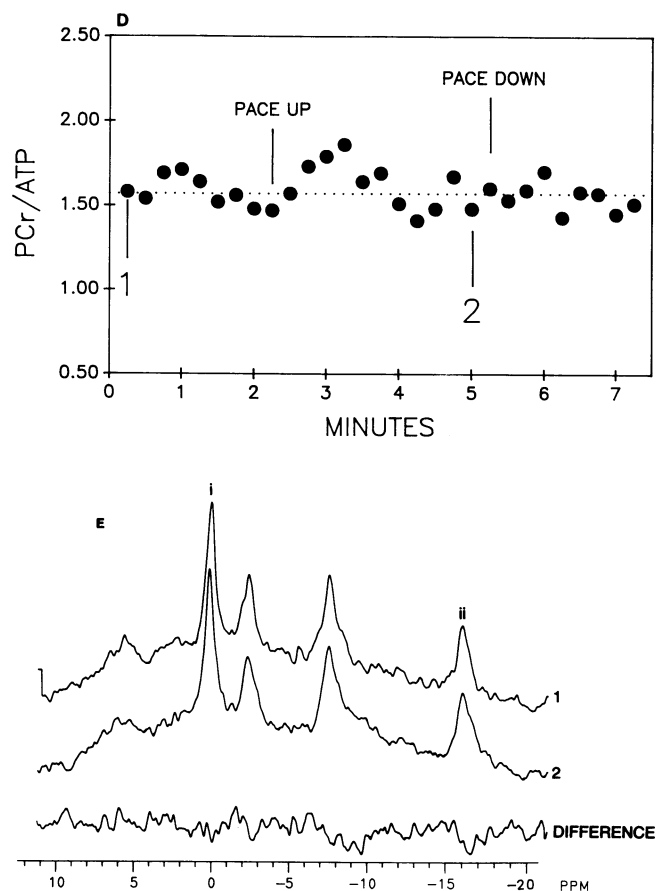 D
2.50
2.00
1.50
1.00
0.50
PCr/ATP
PACE UP
PACE DOWN
1
2
0 1 2 3 4 5 6 7
MINUTES
E
i
ii
1
2
DIFFERENCE
10 5 0 -5 -10 -15 -20 PPM